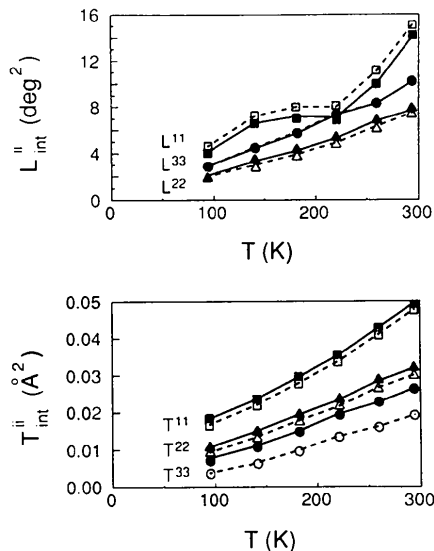 16
12
8
4
0
L^ii_int (deg^2)
L^11
L^33
L^22
0 100 200 300
T (K)
0.05
0.04
0.03
0.02
0.01
0.00
T^ii_int (Å^2)
T^11
T^22
T^33
0 100 200 300
T (K)